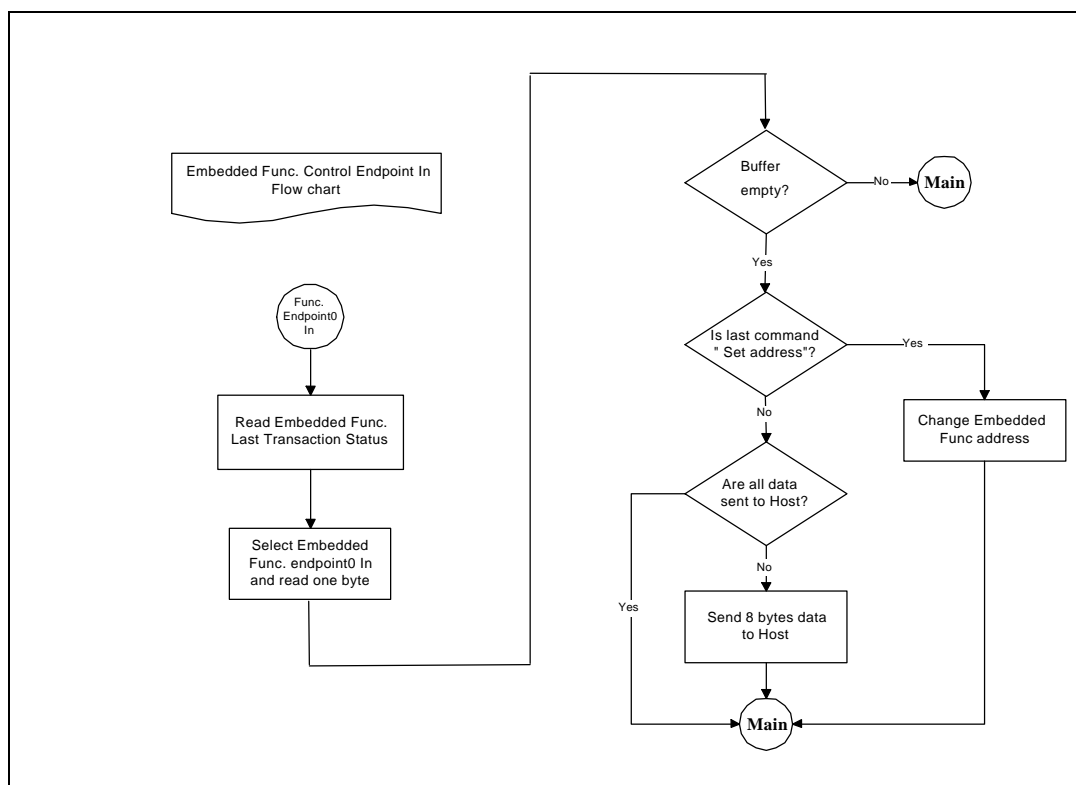 Embedded Func. Control Endpoint In
Flow chart
Func.
Endpoint0
In
Read Embedded Func.
Last Transaction Status
Select Embedded
Func. endpoint0 In
and read one byte
Buffer
empty?
No
Main
Yes
Is last command
" Set address"?
Yes
Change Embedded
Func address
No
Are all data
sent to Host?
No
Yes
Send 8 bytes data
to Host
Main